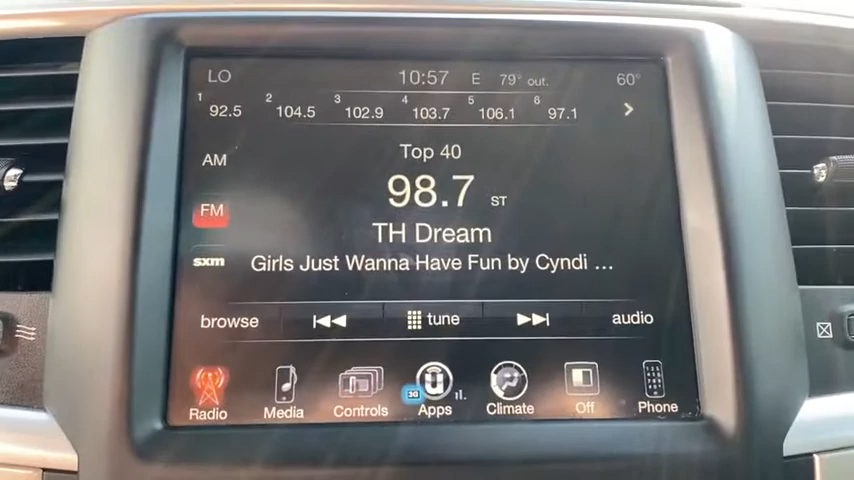 LO 10:57 E 79° out. 60°
1 92.5 2 104.5 3 102.9 4 103.7 5 106.1 6 97.1
AM
Top 40
FM
98.7 ST
TH Dream
sxm
Girls Just WANNA Have Fun by Cyndi ...
browse tune audio
3G
Radio Media Controls Apps Climate Off Phone